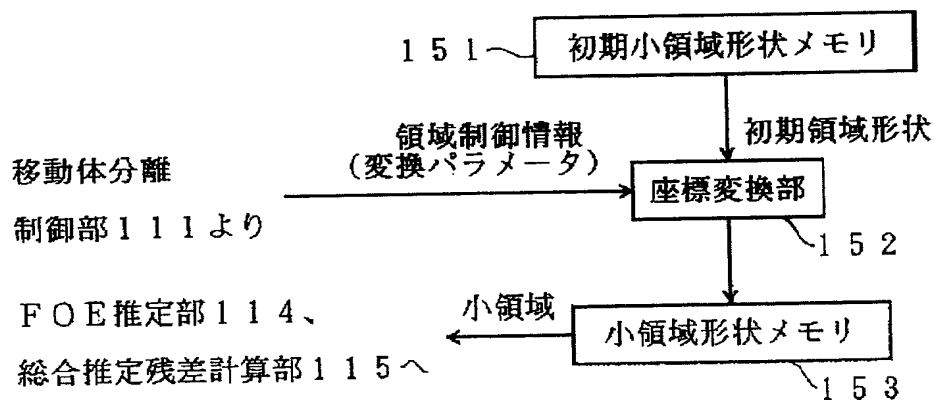 １５１
初期小領域形状メモリ
初期領域形状
領域制御情報
（変換パラメータ）
移動体分離
制御部１１１より
座標変換部
１５２
ＦＯＥ推定部１１４、
総合推定残差計算部１１５へ
小領域
小領域形状メモリ
１５３